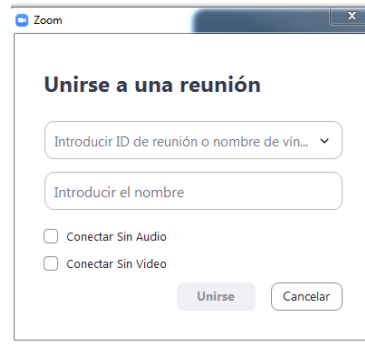 Zoom
x
Unirse a una reunión
Introducir ID de reunión o nombre de vín...
Introducir el nombre
Conectar Sin Audio
Conectar Sin Video
Unirse Cancelar